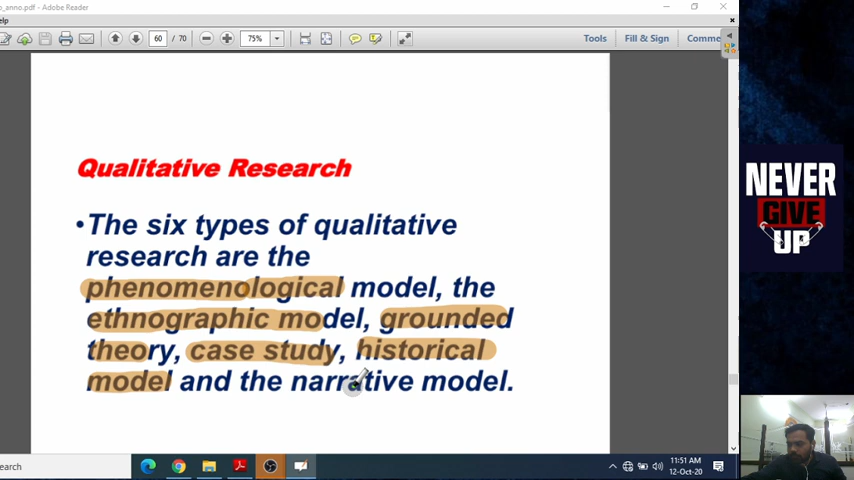 o_anno.pdf - Adobe Reader
elp
60 / 70
75%
Tools
Fill & Sign
Comme
Qualitative Research
•The six types of qualitative
research are the
phenomenological model, the
ethnographic model, grounded
theory, case study, historical
model and the narrative model.
NEVER
GIVE
UP
earch
11:51 AM
12-Oct-20